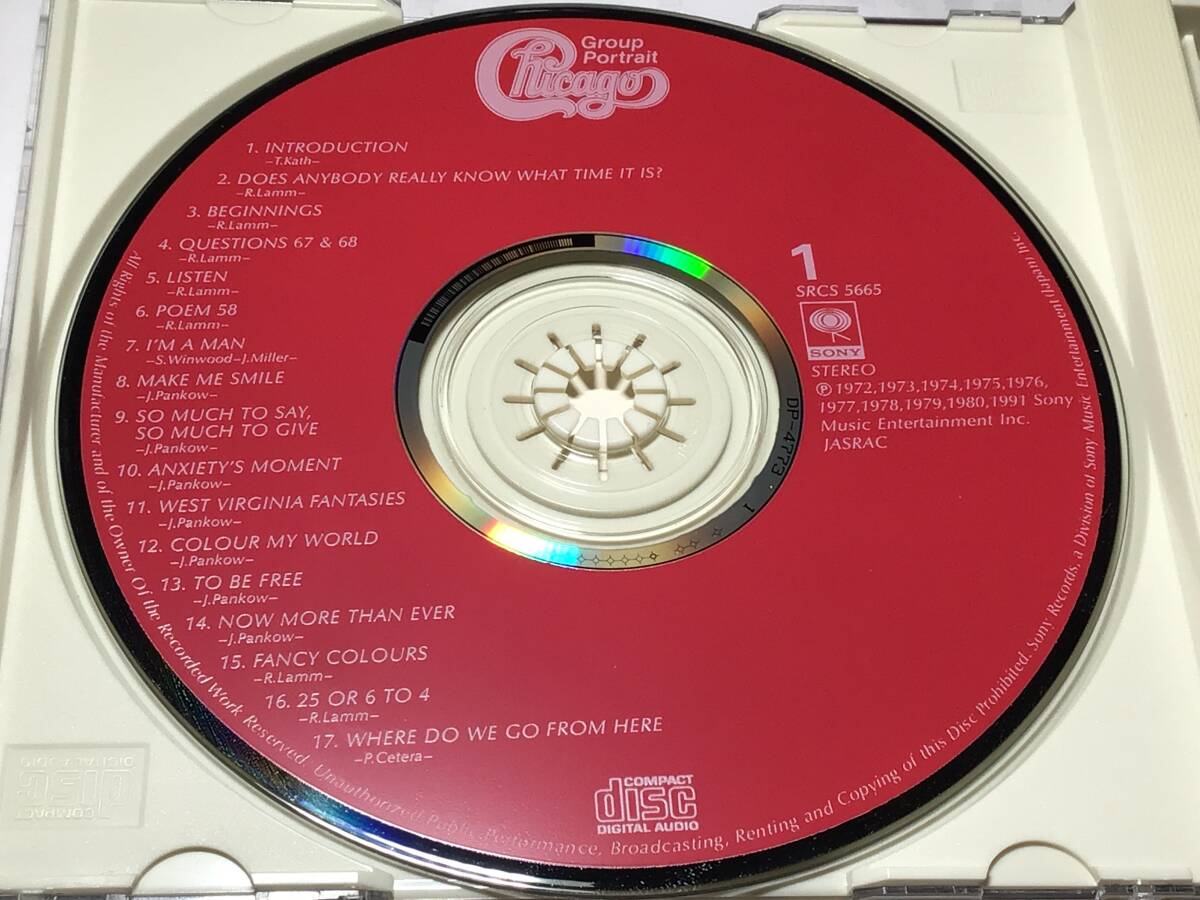 Group
Portrait
Chicago
1. INTRODUCTION
–T.Kath–
2. DOES ANYBODY REALLY KNOW WHAT TIME IT IS?
–R.Lamm–
3. BEGINNINGS
–R.Lamm–
4. QUESTIONS 67 & 68
–R.Lamm–
5. LISTEN
–R.Lamm–
6. POEM 58
–R.Lamm–
7. I'M A MAN
–S.Winwood–J.Miller–
8. MAKE ME SMILE
–J.Pankow–
9. SO MUCH TO SAY,
SO MUCH TO GIVE
–J.Pankow–
10. ANXIETY'S MOMENT
–J.Pankow–
11. WEST VIRGINIA FANTASIES
–J.Pankow–
12. COLOUR MY WORLD
–J.Pankow–
13. TO BE FREE
–J.Pankow–
14. NOW MORE THAN EVER
–J.Pankow–
15. FANCY COLOURS
–R.Lamm–
16. 25 OR 6 TO 4
–R.Lamm–
17. WHERE DO WE GO FROM HERE
–P.Cetera–
1
SRCS 5665
SONY
STEREO
Ⓟ 1972,1973,1974,1975,1976,
1977,1978,1979,1980,1991 Sony
Music Entertainment Inc.
JASRAC
DP-4773 1
COMPACT
disc
DIGITAL AUDIO
All Rights of the Manufacturer and of the Owner Of the Recorded Work Reserved. Unauthorized Public Performance, Broadcasting, Renting and Copying of this Disc Prohibited. Sony Records, a Division of Sony Music Entertainment (Japan) Inc.
COMPACT
disc
DIGITAL AUDIO